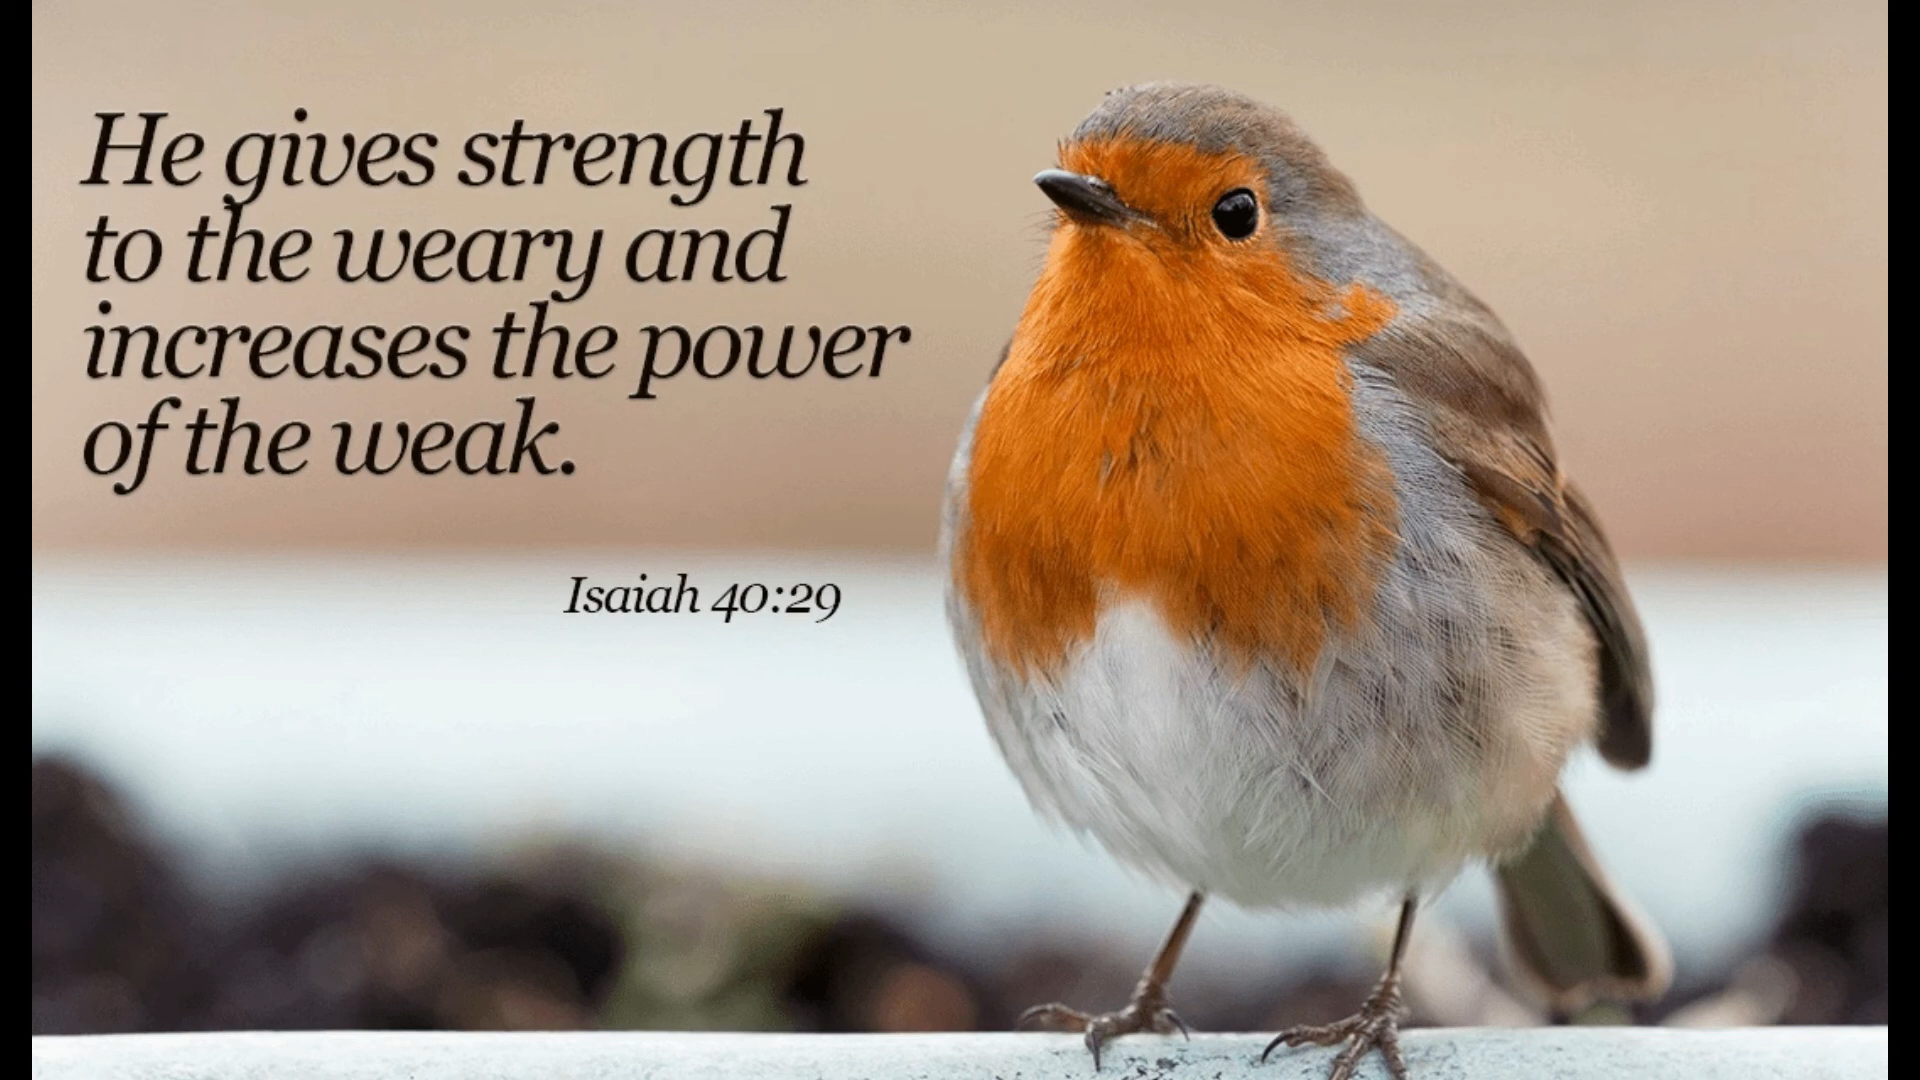 He gives strength
to the weary and
increases the power
of the weak.
Isaiah 40:29